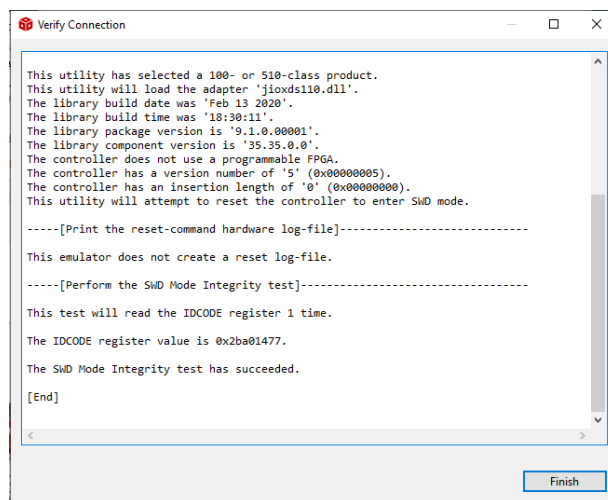 Verify Connection
This utility has selected a 100- or 510-class product.
This utility will load the adapter 'jioxds110.dll'.
The library build date was 'Feb 13 2020'.
The library build time was '18:30:11'.
The library package version is '9.1.0.00001'.
The library component version is '35.35.0.0'.
The controller does not use a programmable FPGA.
The controller has a version number of '5' (0x00000005).
The controller has an insertion length of '0' (0x00000000).
This utility will attempt to reset the controller to enter SWD mode.
-----[Print the reset-command hardware log-file]-----------------------------
This emulator does not create a reset log-file.
-----[Perform the SWD Mode Integrity test]-----------------------------------
This test will read the IDCODE register 1 time.
The IDCODE register value is 0x2ba01477.
The SWD Mode Integrity test has succeeded.
[End]
Finish